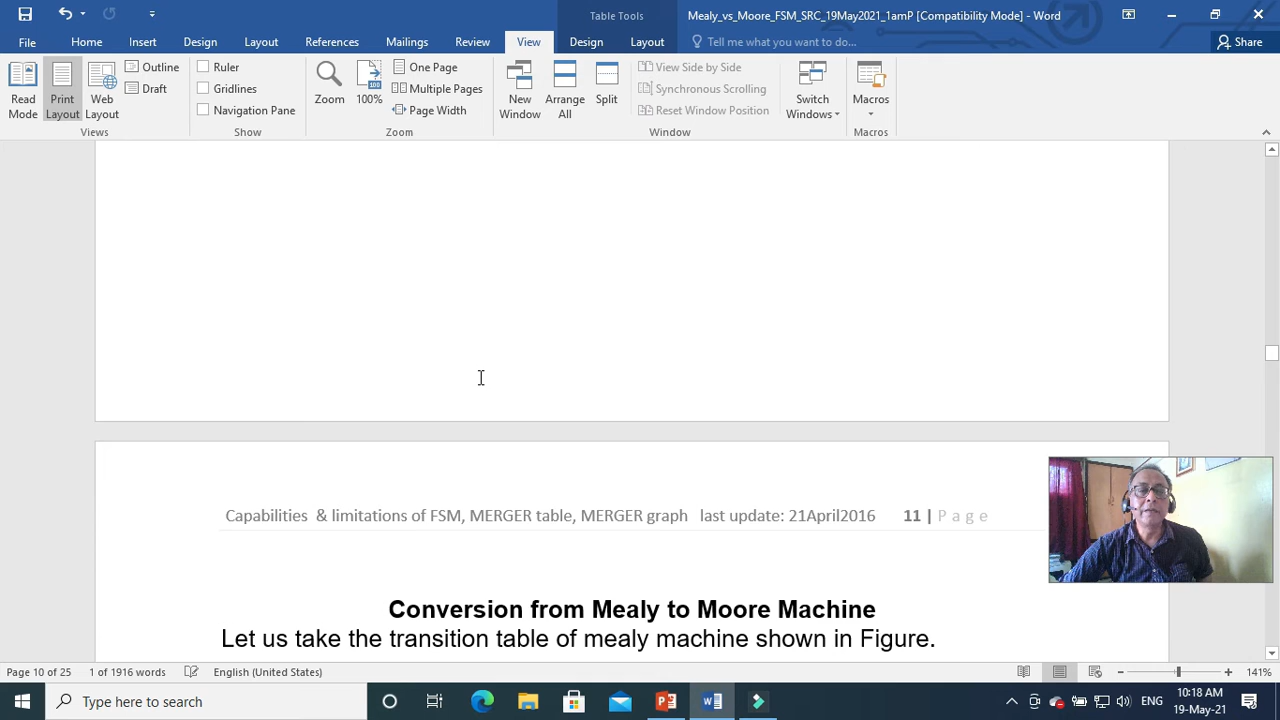 Table Tools
Mealy_vs_Moore_FSM_SRC_19May2021_1amP [Compatibility Mode] - Word
File Home Insert Design Layout References Mailings Review View Design Layout Tell me what you want to do... Share
Read Mode
Print Layout
Web Layout
Outline
Draft
Views
Ruler
Gridlines
Navigation Pane
Show
Zoom
100%
One Page
Multiple Pages
Page Width
Zoom
New Window
Arrange All
Split
View Side by Side
Synchronous Scrolling
Reset Window Position
Window
Switch Windows
Macros
Macros
Capabilities & limitations of FSM, MERGER table, MERGER graph last update: 21April2016 11 | Page
Conversion from Mealy to Moore Machine
Let us take the transition table of mealy machine shown in Figure.
Page 10 of 25 1 of 1916 words English (United States) 141%
Type here to search
ENG
10:18 AM
19-May-21